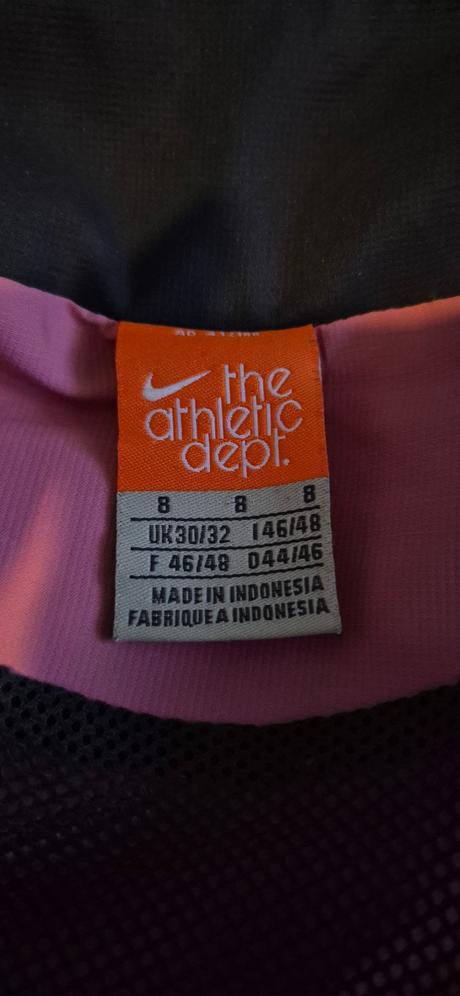 the
athletic
dept.
8 8 8
UK30/32 I46/48
F 46/48 D44/46
MADE IN INDONESIA
FABRIQUE A INDONESIA